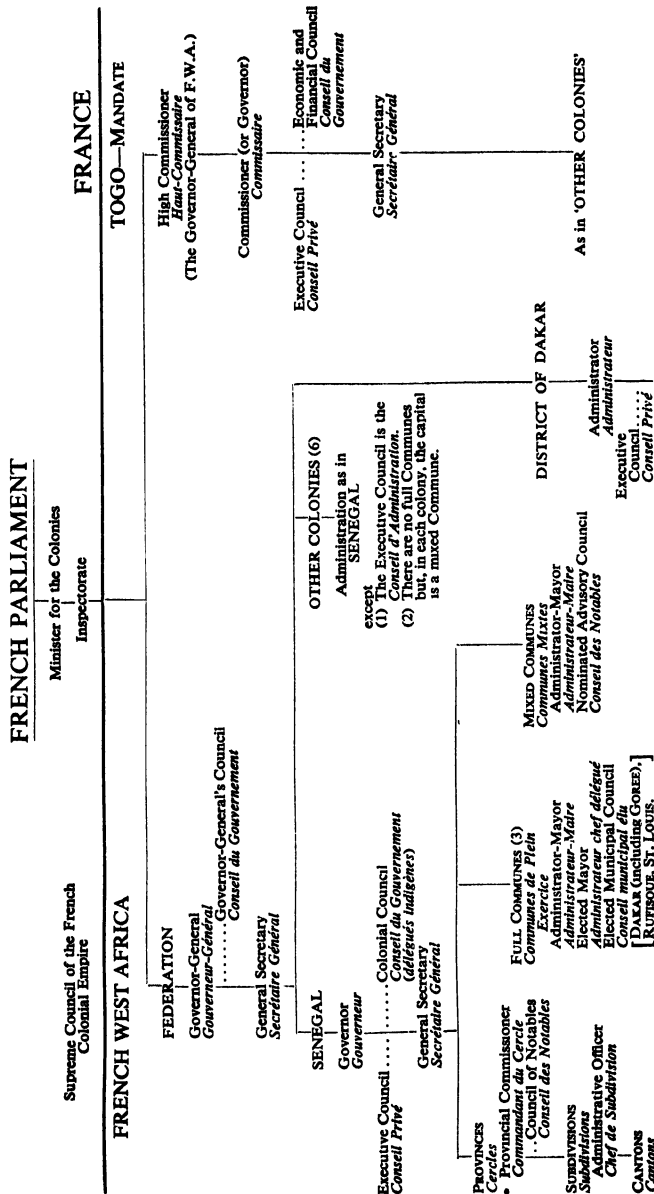 FRENCH PARLIAMENT
Minister for the Colonies
Inspectorate
Supreme Council of the French
Colonial Empire
FRENCH WEST AFRICA
FRANCE
TOGO—MANDATE
FEDERATION
Governor-General
Gouverneur-Général
........Governor-General's Council
Conseil du Gouvernement
General Secretary
Secrétaire Général
High Commissioner
Haut-Commissaire
(The Governor-General of F.W.A.)
Commissioner (or Governor)
Commissaire
Executive Council ......Economic and
Conseil Privé
Financial Council
Conseil du
Gouvernement
General Secretary
Secrétaire Général
As in 'OTHER COLONIES'
SENEGAL
Governor
Gouverneur
Executive Council ..........Colonial Council
Conseil Privé
Conseil du Gouvernement
(délégués indigènes)
General Secretary
Secrétaire Général
OTHER COLONIES (6)
Administration as in
SENEGAL
except
(1) The Executive Council is the
Conseil d'Administration.
(2) There are no full Communes
but, in each colony, the capital
is a mixed Commune.
DISTRICT OF DAKAR
Administrator
Administrateur
Executive
Council .....
Conseil Privé
PROVINCES
Cercles
• Provincial Commissioner
Commandant du Cercle
..Council of Notables
Conseil des Notables
SUBDIVISIONS
Subdivisions
Administrative Officer
Chef de Subdivision
CANTONS
Cantons
FULL COMMUNES (3)
Communes de Plein
Exercice
Administrator-Mayor
Administrateur-Maire
Elected Mayor
Administrateur chef délégué
Elected Municipal Council
Conseil municipal élu
[DAKAR (including GOREE),]
[RUFISQUE, ST. LOUIS.]
MIXED COMMUNES
Communes Mixtes
Administrator-Mayor
Administrateur-Maire
Nominated Advisory Council
Conseil des Notables